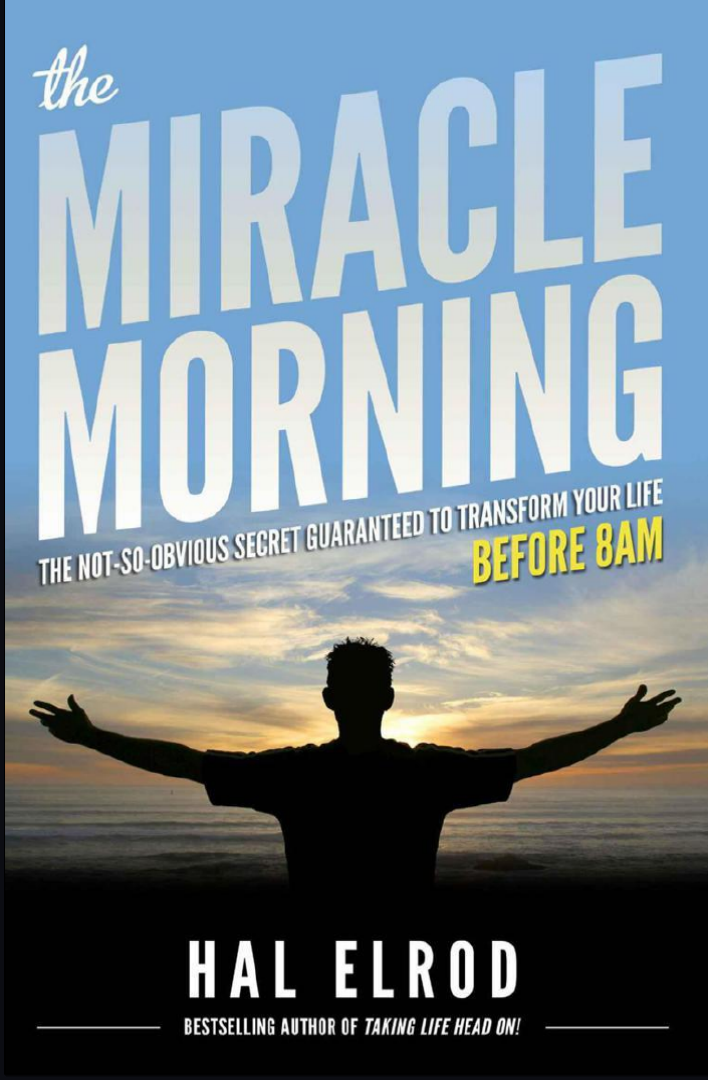 the
MIRACLE
MORNING
THE NOT-SO-OBVIOUS SECRET GUARANTEED TO TRANSFORM YOUR LIFE
BEFORE 8AM
HAL ELROD
BESTSELLING AUTHOR OF TAKING LIFE HEAD ON!